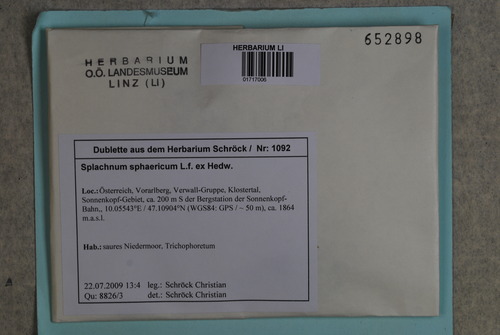 652898
HERBARIUM
O.Ö. LANDESMUSEUM
LINZ (LI)
HERBARIUM LI
01717006
Dublette aus dem Herbarium Schröck / Nr: 1092
Splachnum sphaericum L.f. ex Hedw.
Loc.: Österreich, Vorarlberg, Verwall-Gruppe, Klostertal,
Sonnenkopf-Gebiet, ca. 200 m S der Bergstation der Sonnenkopf-
Bahn,, 10.05543°E / 47.10904°N (WGS84: GPS / ~ 50 m), ca. 1864
m.a.s.l.
Hab.: saures Niedermoor, Trichophoretum
22.07.2009 13:4 leg.: Schröck Christian
Qu: 8826/3 det.: Schröck Christian